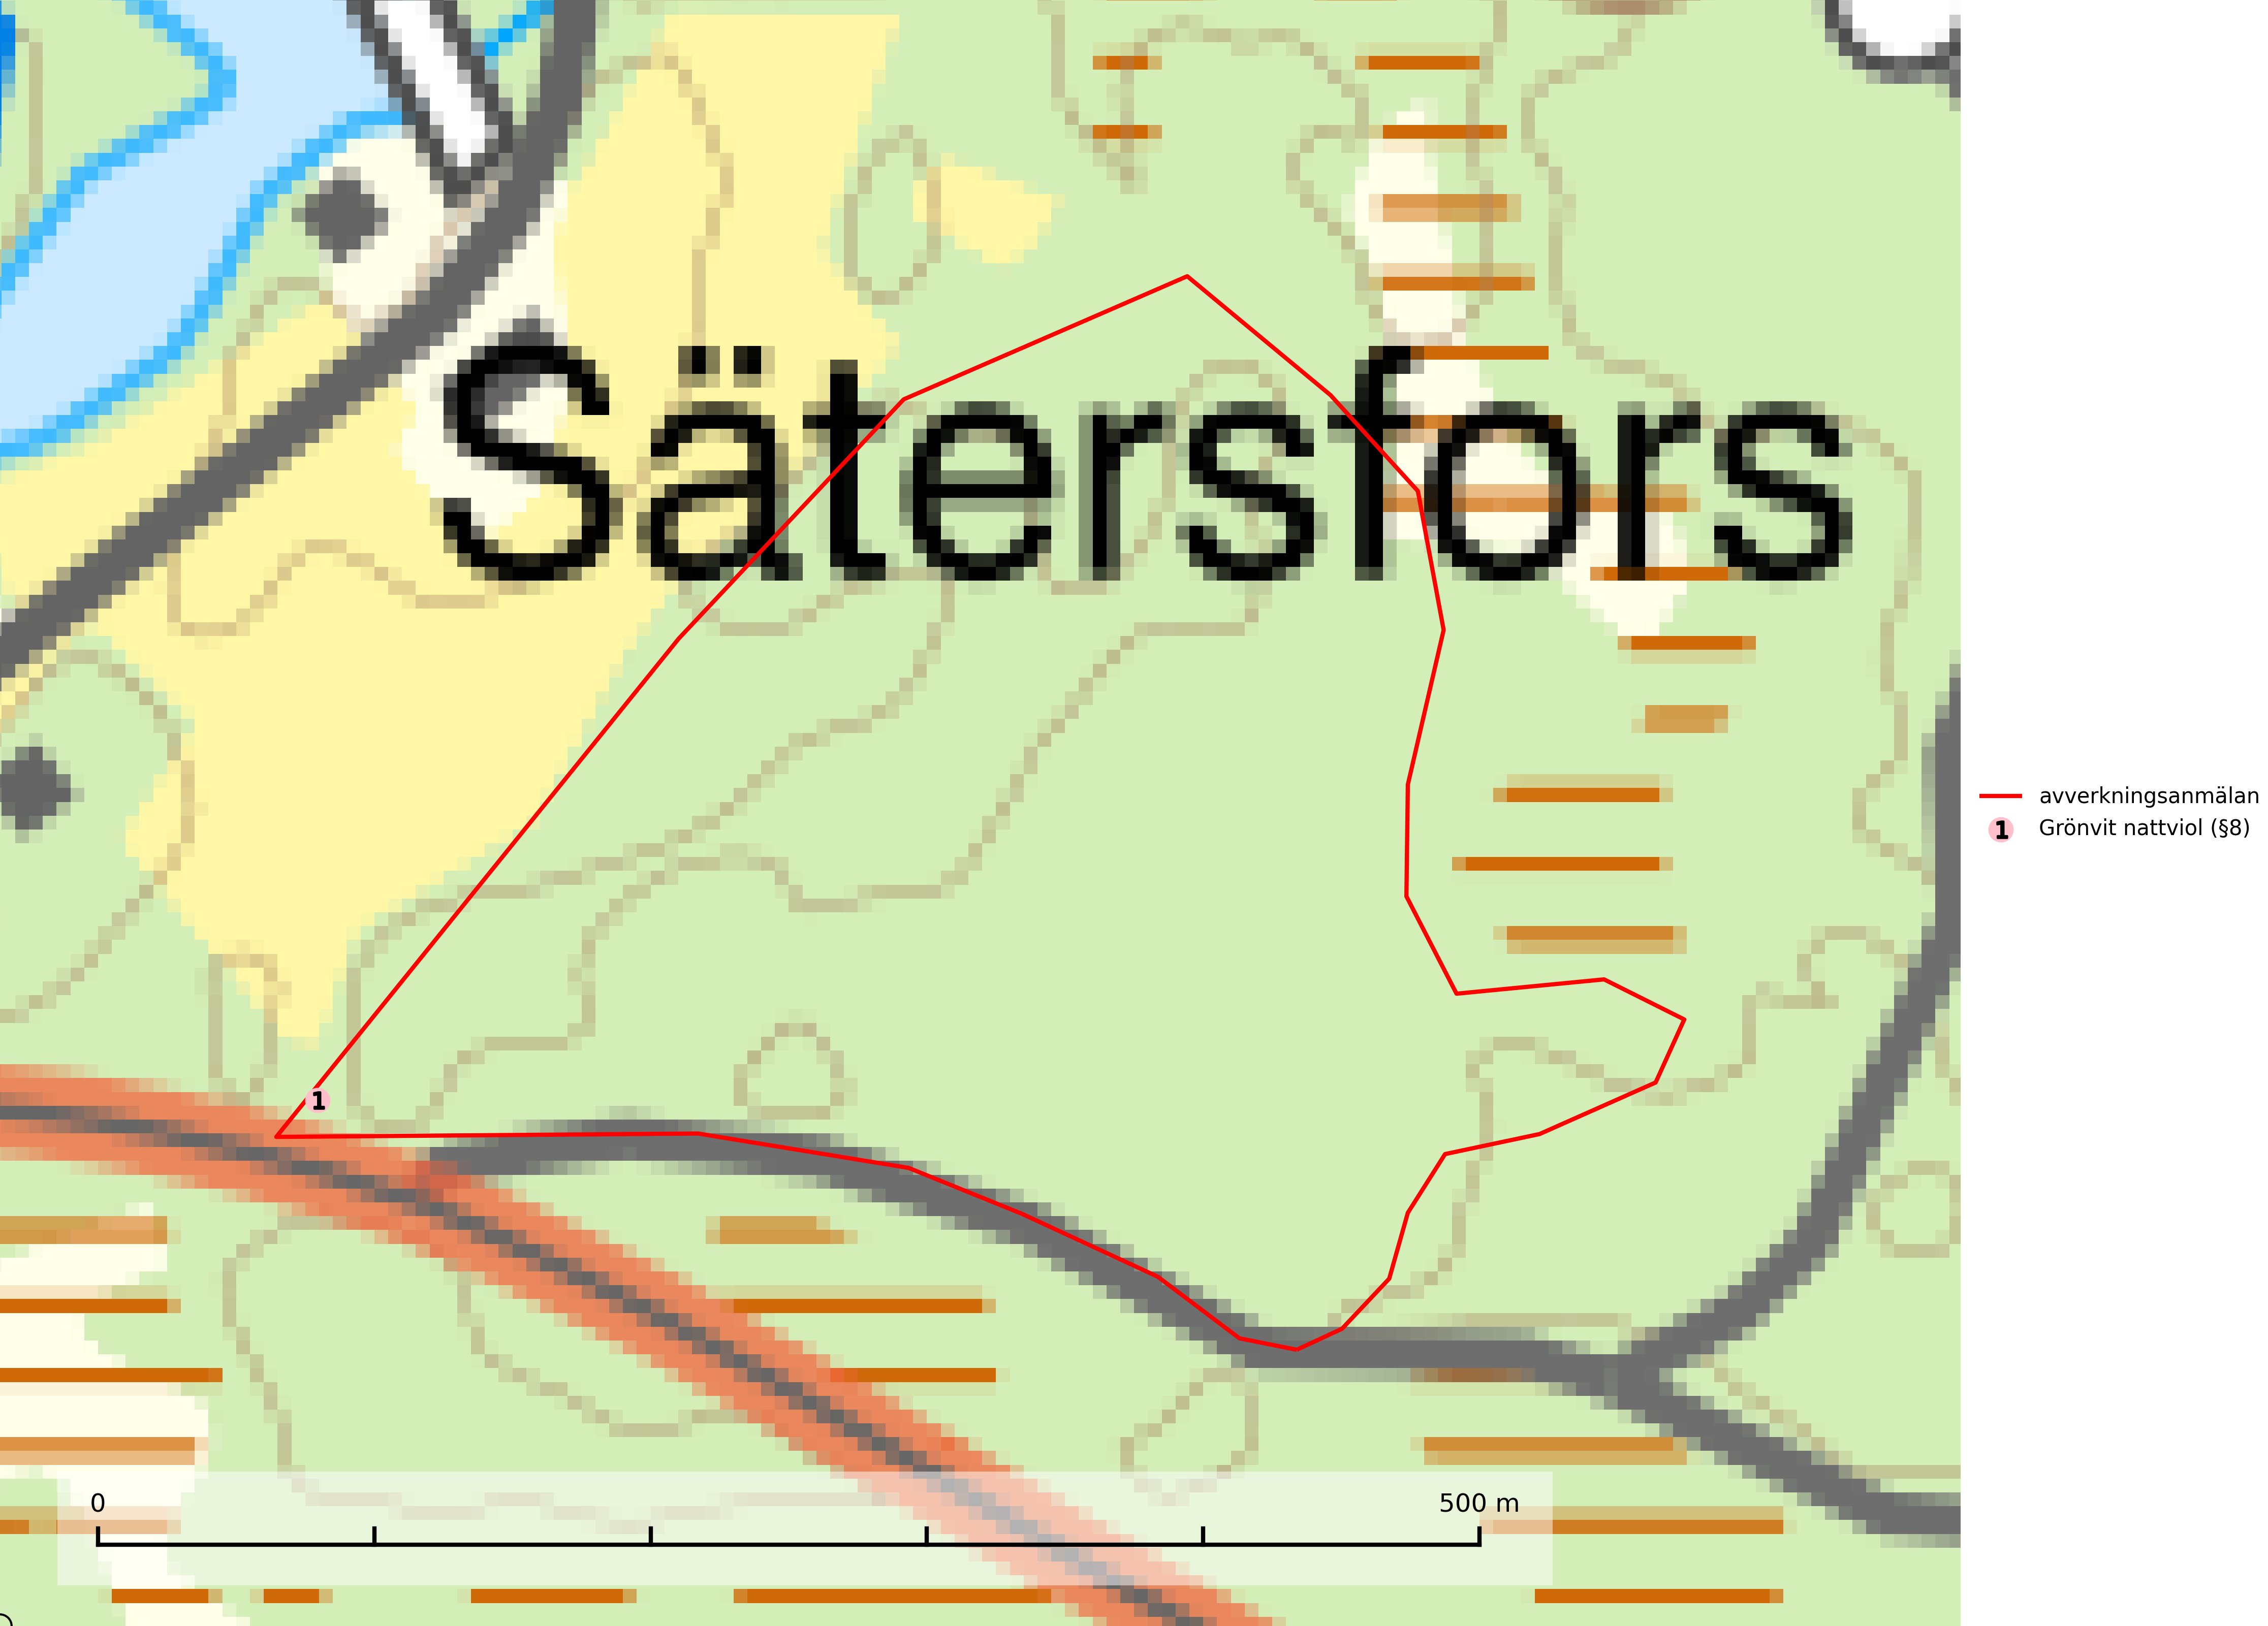 Sätersfors
avverkningsanmälan
1 Grönvit nattviol (§8)
1
0 500 m